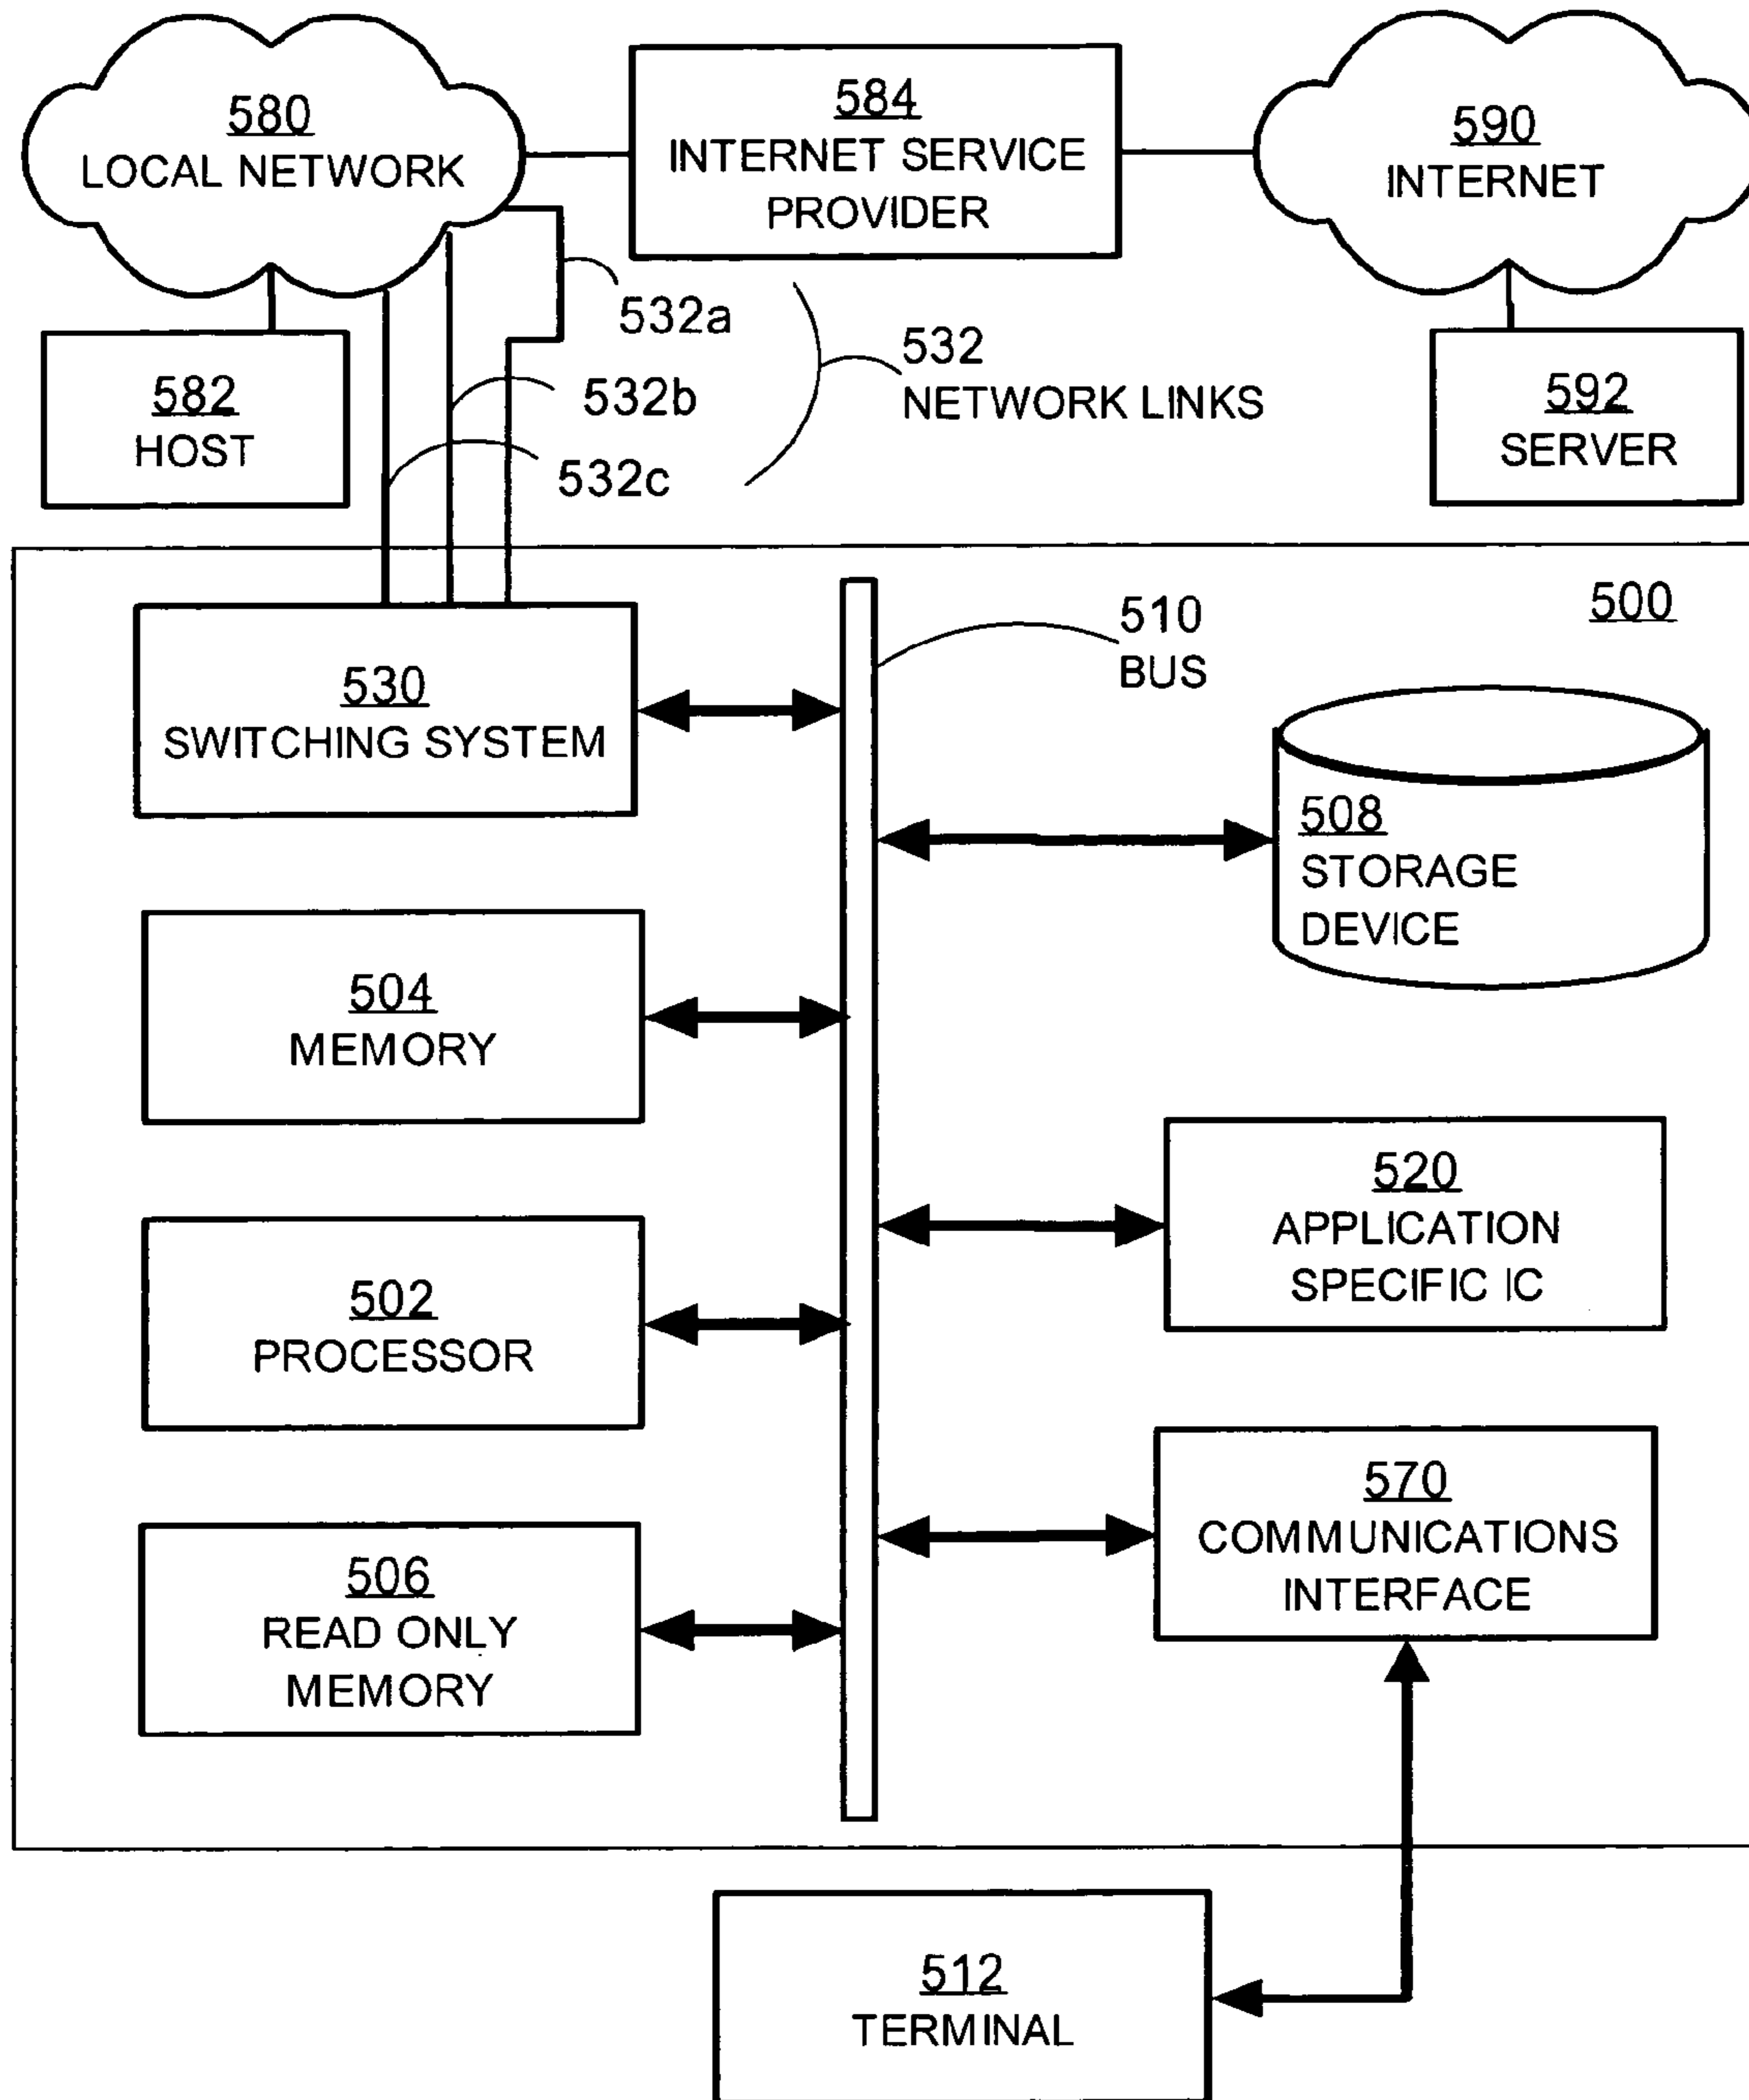 580
LOCAL NETWORK
584
INTERNET SERVICE
PROVIDER
590
INTERNET
532a
532
NETWORK LINKS
532b
532c
582
HOST
592
SERVER
500
510
BUS
530
SWITCHING SYSTEM
508
STORAGE
DEVICE
504
MEMORY
520
APPLICATION
SPECIFIC IC
502
PROCESSOR
570
COMMUNICATIONS
INTERFACE
506
READ ONLY
MEMORY
512
TERMINAL